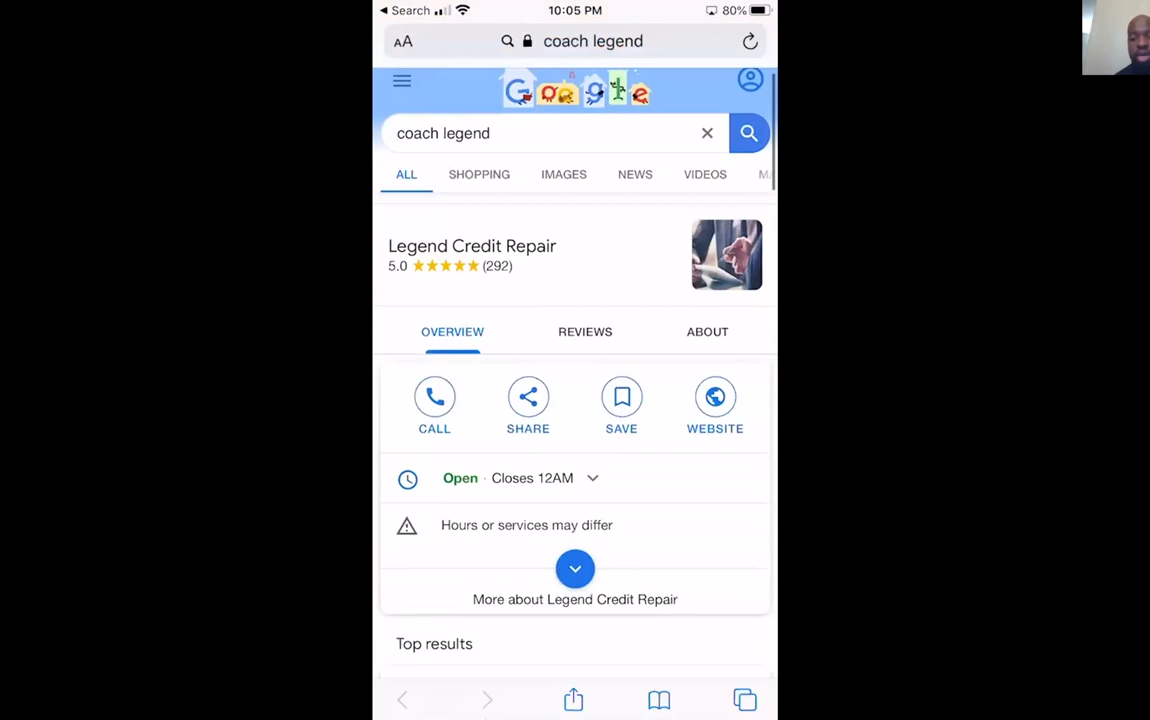 Search
10:05 PM
80%
AA
coach legend
Google
coach legend
ALL
SHOPPING
IMAGES
NEWS
VIDEOS
Legend Credit Repair
5.0 (292)
OVERVIEW
REVIEWS
ABOUT
CALL
SHARE
SAVE
WEBSITE
Open · Closes 12AM
Hours or services may differ
More about Legend Credit Repair
Top results